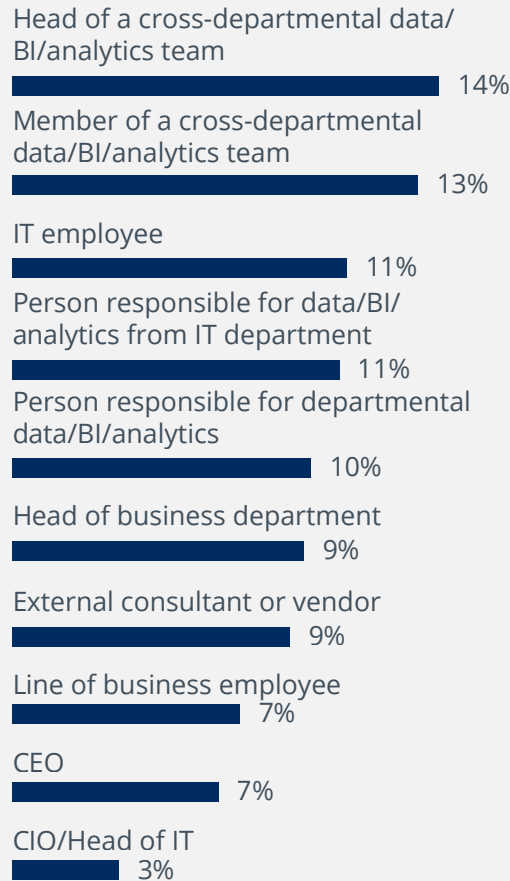 Head of a cross-departmental data/
BI/analytics team
14%
Member of a cross-departmental
data/BI/analytics team
13%
IT employee
11%
Person responsible for data/BI/
analytics from IT department
11%
Person responsible for departmental
data/BI/analytics
10%
Head of business department
9%
External consultant or vendor
9%
Line of business employee
7%
CEO
7%
CIO/Head of IT
3%